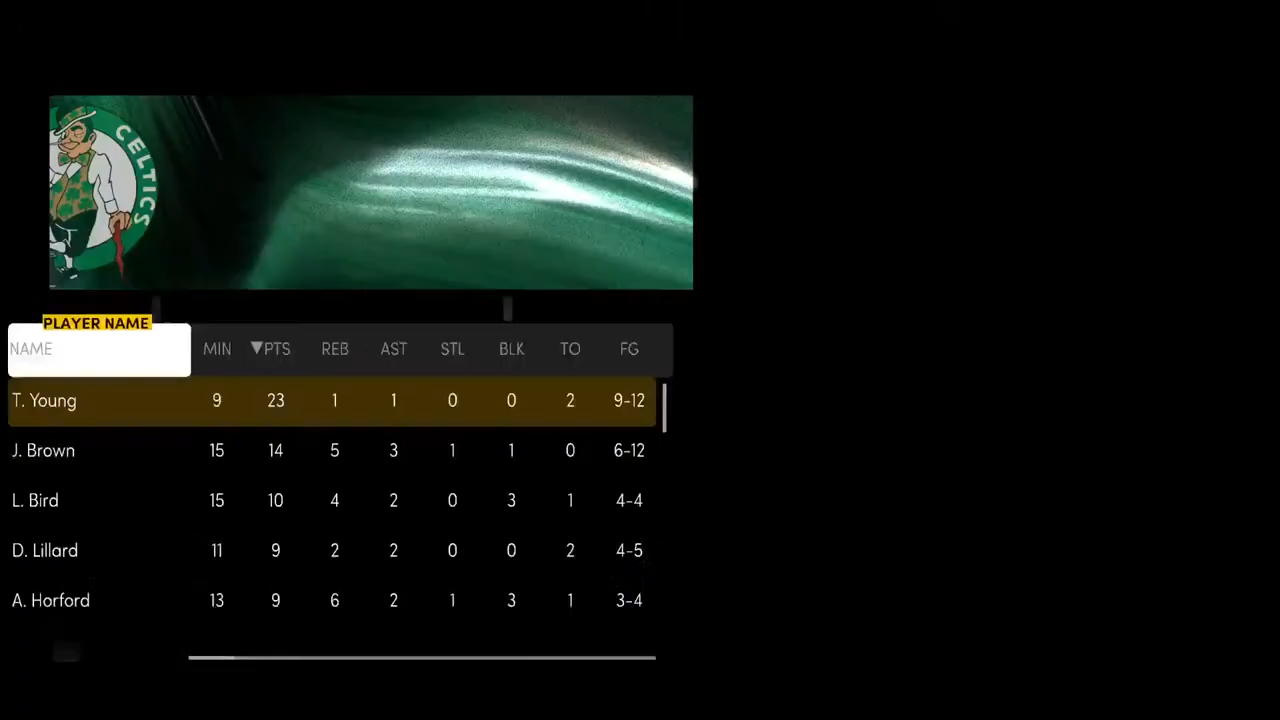 CELTICS
PLAYER NAME
NAME MIN ▼PTS REB AST STL BLK TO FG
T. Young 9 23 1 1 0 0 2 9-12
J. Brown 15 14 5 3 1 1 0 6-12
L. Bird 15 10 4 2 0 3 1 4-4
D. Lillard 11 9 2 2 0 0 2 4-5
A. Horford 13 9 6 2 1 3 1 3-4